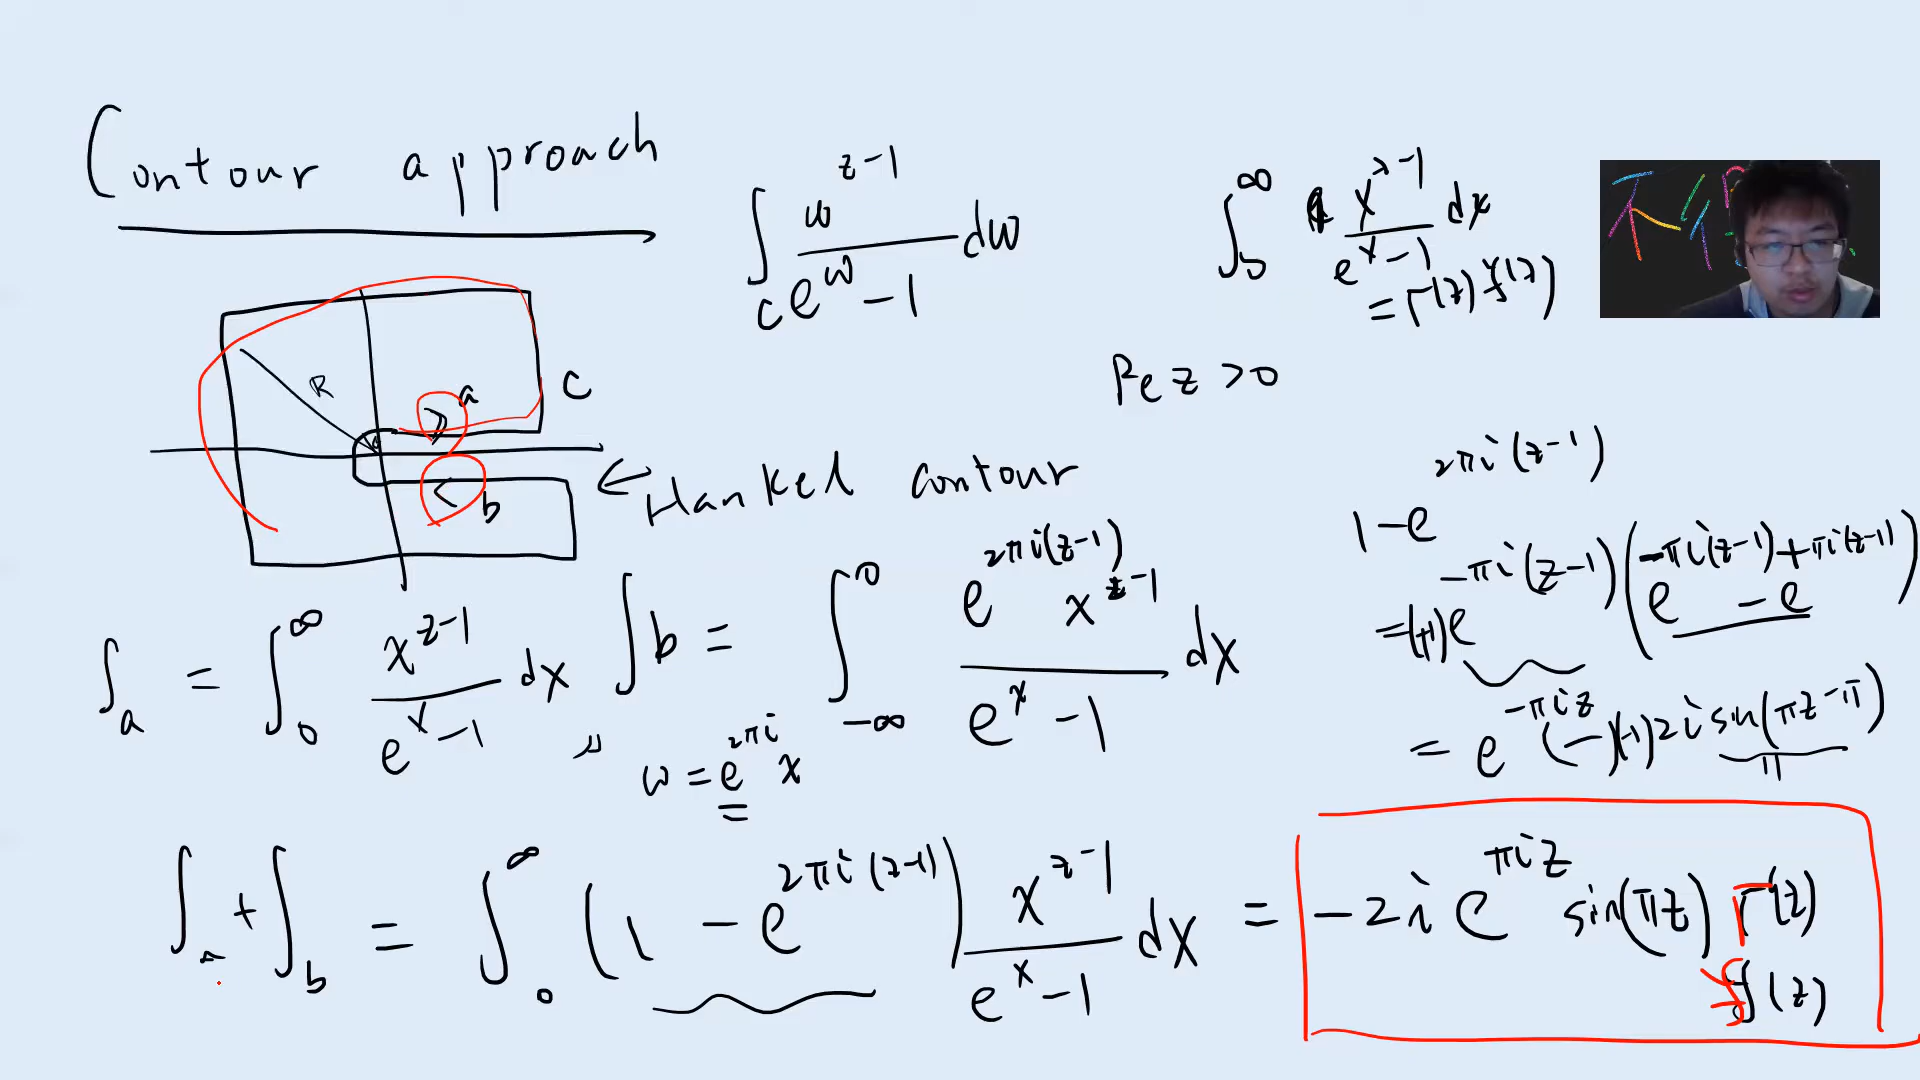 Contour approach
∫_C w^{z-1}/(e^w - 1) dw
∫_0^∞ x^{z-1}/(e^x - 1) dx
= Γ(z) ζ(z)
Re z > 0
R
a
C
b
← Hankel contour
∫_a = ∫_0^∞ x^{z-1}/(e^x - 1) dx
∫_b = ∫_{-∞}^0 e^{2πi(z-1)} x^{z-1}/(e^x - 1) dx
w = e^{2πi} x
1 - e^{2πi(z-1)}
= (+1) e^{-πi(z-1)} (e^{-πi(z-1)} - e^{+πi(z-1)})
= e^{-πiz} (-)(-1) 2i sin(πz - π)
∫_a + ∫_b = ∫_0^∞ (1 - e^{2πi(z-1)}) x^{z-1}/(e^x - 1) dx = -2i e^{πiz} sin(πz) Γ(z)
ζ(z)